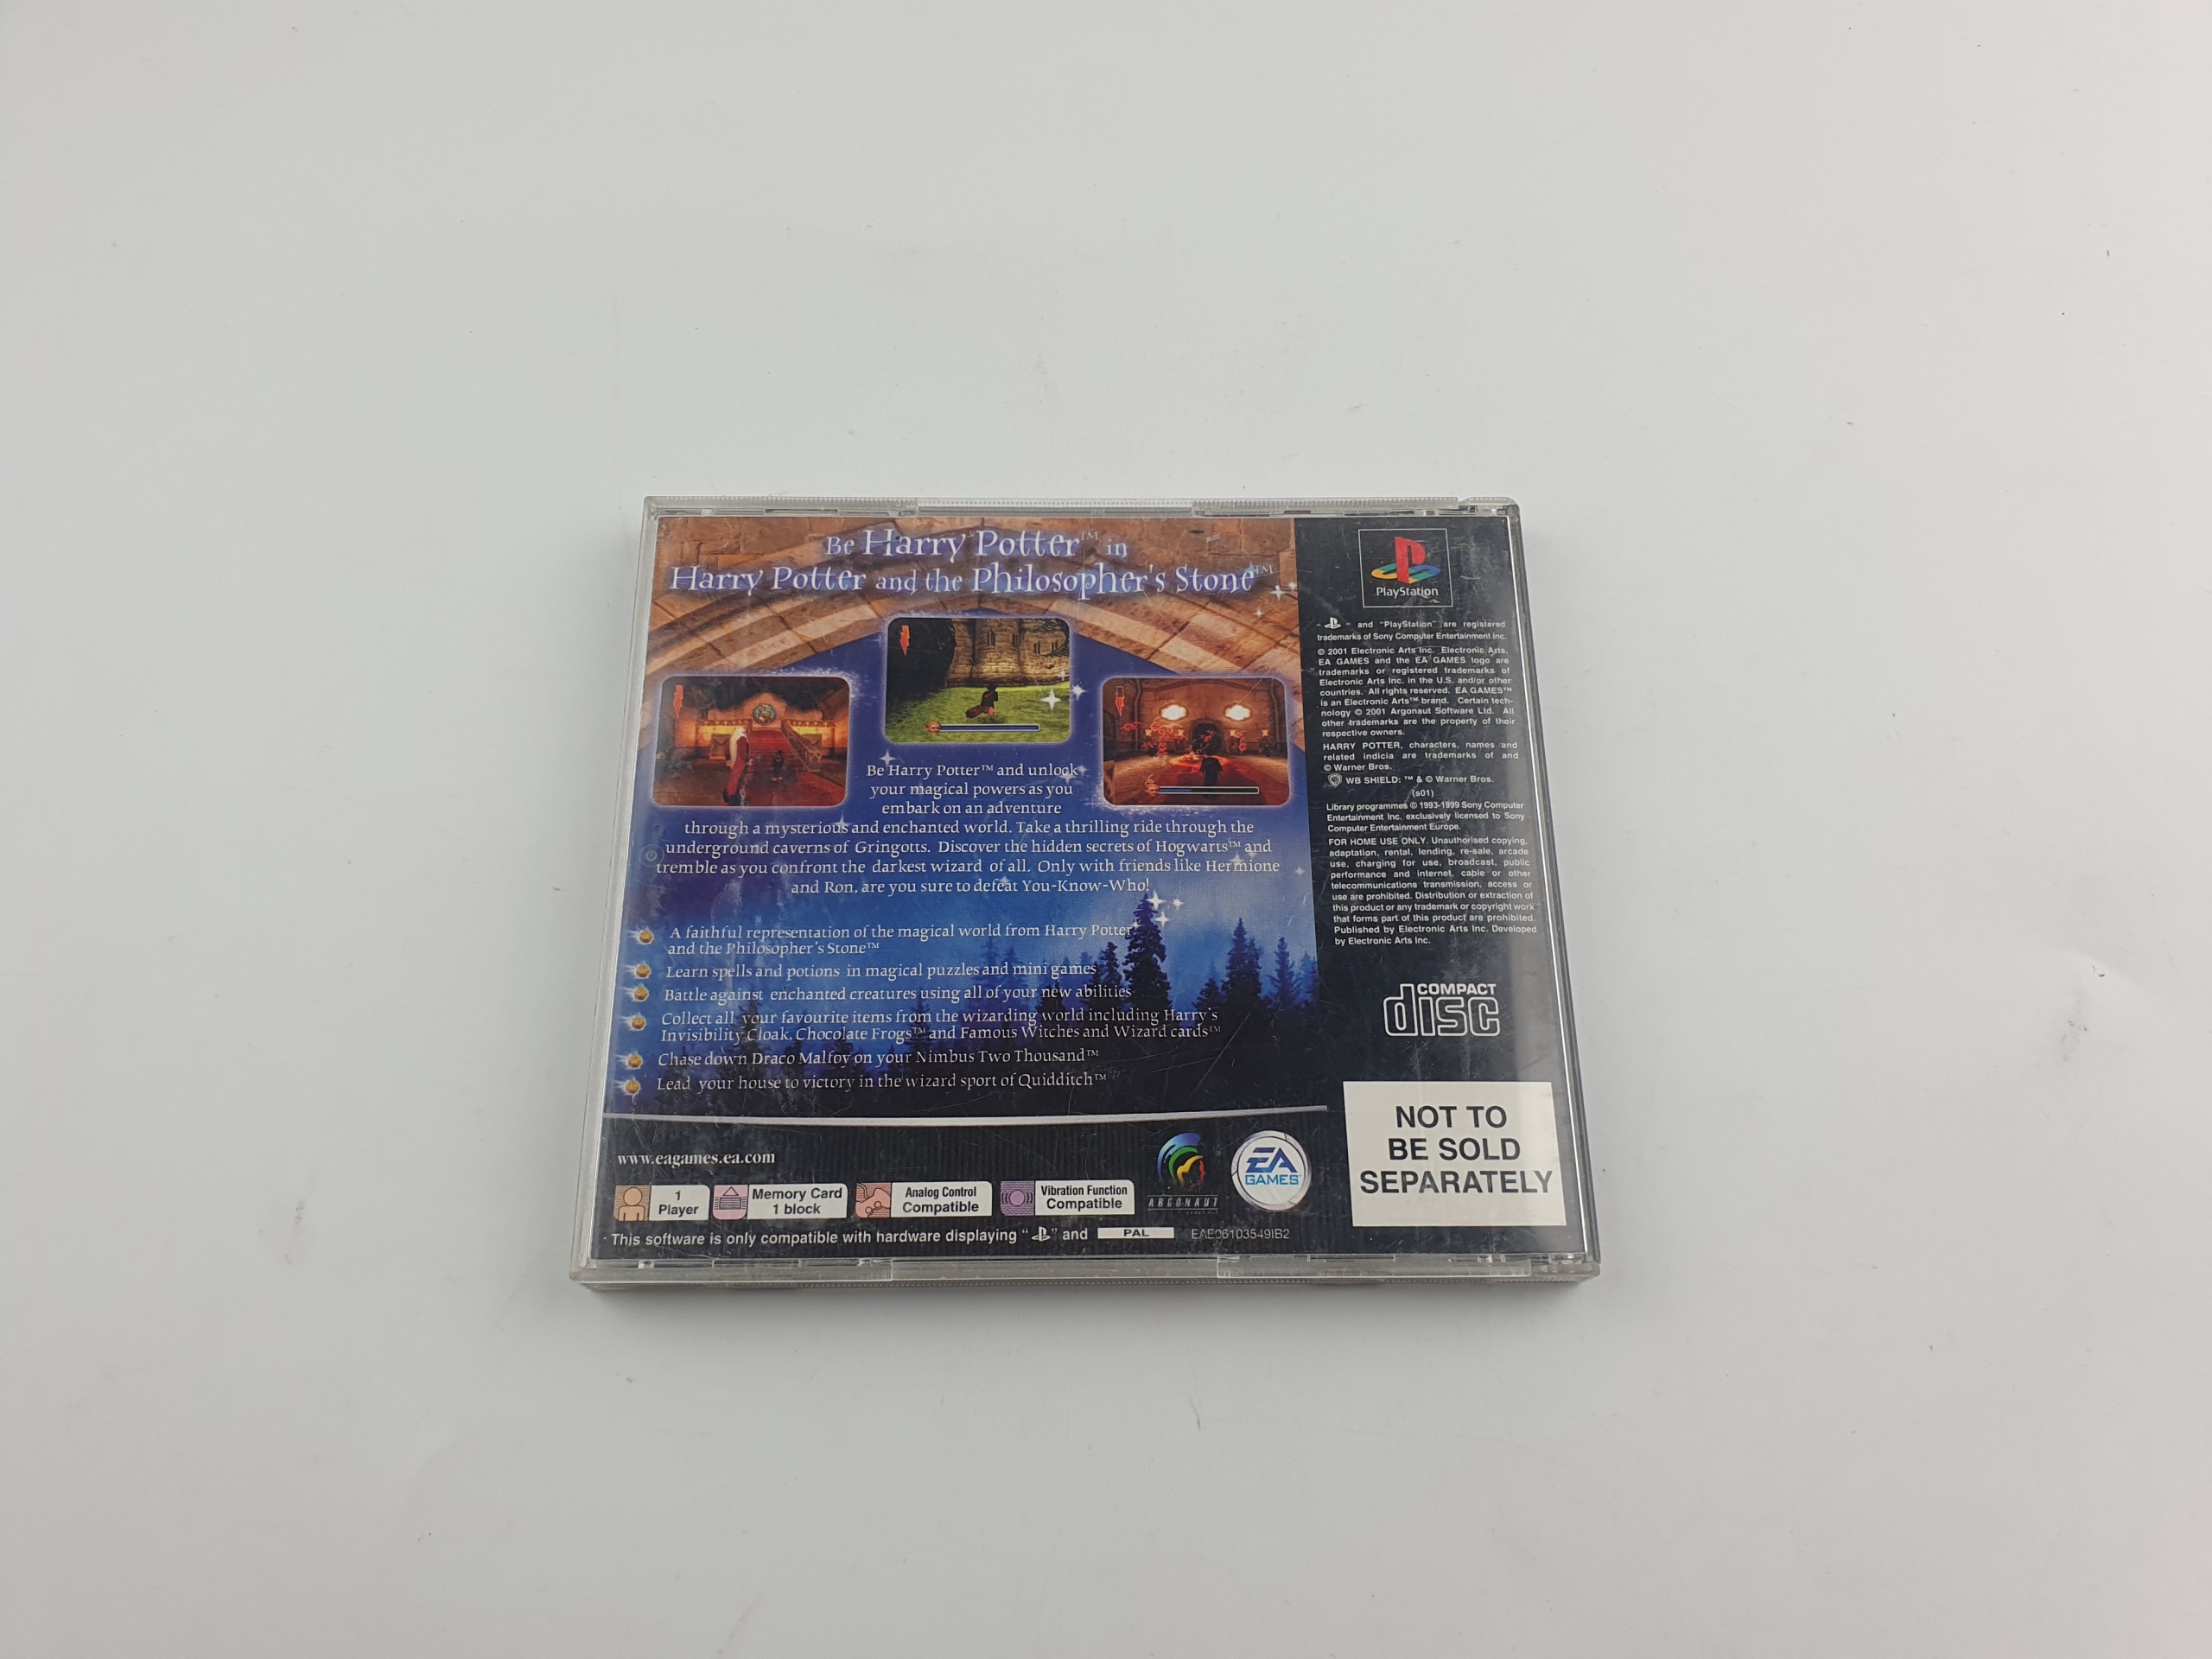 Be Harry Potter™ in
Harry Potter and the Philosopher's Stone™
Be Harry Potter™ and unlock
your magical powers as you
embark on an adventure
through a mysterious and enchanted world. Take a thrilling ride through the
underground caverns of Gringotts. Discover the hidden secrets of Hogwarts™ and
tremble as you confront the darkest wizard of all. Only with friends like Hermione
and Ron, are you sure to defeat You-Know-Who!
A faithful representation of the magical world from Harry Potter
and the Philosopher's Stone™
Learn spells and potions in magical puzzles and mini games
Battle against enchanted creatures using all of your new abilities
Collect all your favourite items from the wizarding world including Harry's
Invisibility Cloak, Chocolate Frogs™ and Famous Witches and Wizard cards™
Chase down Draco Malfoy on your Nimbus Two Thousand™
Lead your house to victory in the wizard sport of Quidditch™
www.eagames.ea.com
1
Player
Memory Card
1 block
Analog Control
Compatible
Vibration Function
Compatible
ARGONAUT
EA
GAMES™
This software is only compatible with hardware displaying " " and PAL
EAE06103549IB2
PlayStation
" " and "PlayStation" are registered
trademarks of Sony Computer Entertainment Inc.
© 2001 Electronic Arts Inc. Electronic Arts,
EA GAMES and the EA GAMES logo are
trademarks or registered trademarks of
Electronic Arts Inc. in the U.S. and/or other
countries. All rights reserved. EA GAMES™
is an Electronic Arts™ brand. Certain tech-
nology © 2001 Argonaut Software Ltd. All
other trademarks are the property of their
respective owners.
HARRY POTTER, characters, names and
related indicia are trademarks of and
© Warner Bros.
WB SHIELD: ™ & © Warner Bros.
(s01)
Library programmes © 1993-1999 Sony Computer
Entertainment Inc. exclusively licensed to Sony
Computer Entertainment Europe.
FOR HOME USE ONLY. Unauthorised copying,
adaptation, rental, lending, re-sale, arcade
use, charging for use, broadcast, public
performance and internet, cable or other
telecommunications transmission, access or
use are prohibited. Distribution or extraction of
this product or any trademark or copyright work
that forms part of this product are prohibited.
Published by Electronic Arts Inc. Developed
by Electronic Arts Inc.
COMPACT
disc
NOT TO
BE SOLD
SEPARATELY